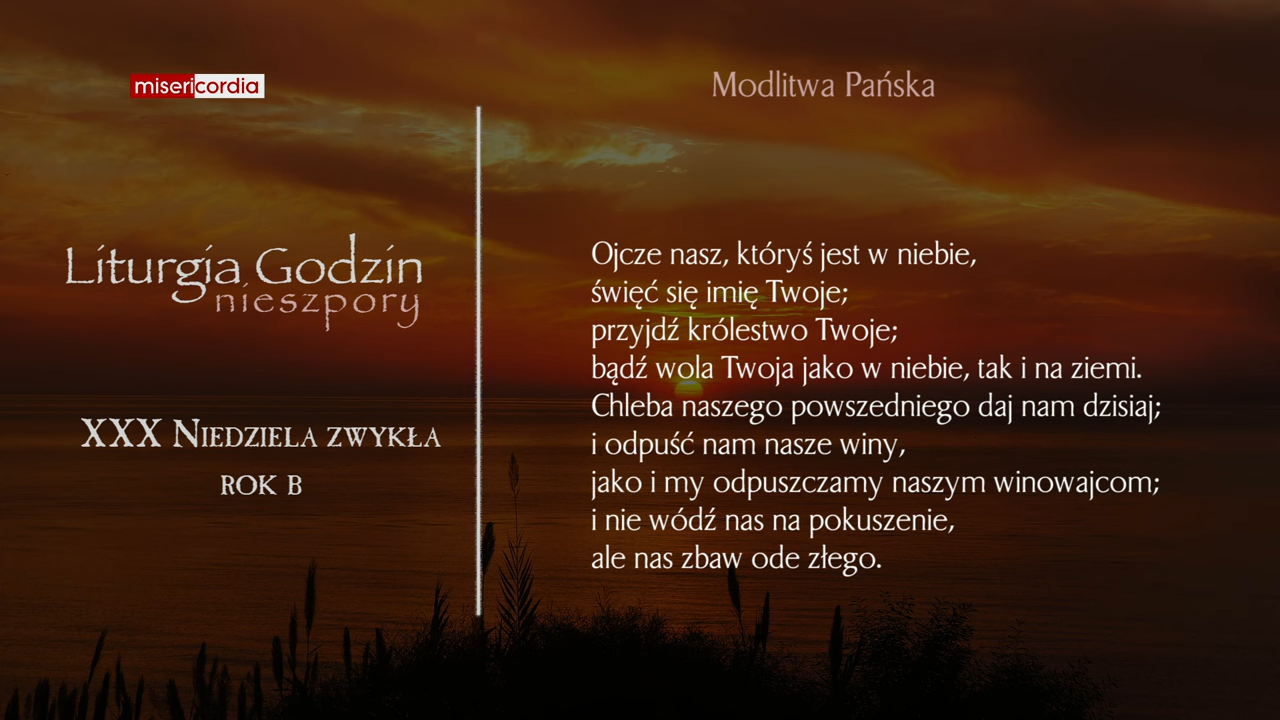 misericordia
Liturgia Godzin
nieszpory
XXX Niedziela zwykła
rok B
Modlitwa Pańska
Ojcze nasz, któryś jest w niebie,
święć się imię Twoje;
przyjdź królestwo Twoje;
bądź wola Twoja jako w niebie, tak i na ziemi.
Chleba naszego powszedniego daj nam dzisiaj;
i odpuść nam nasze winy,
jako i my odpuszczamy naszym winowajcom;
i nie wódź nas na pokuszenie,
ale nas zbaw ode złego.